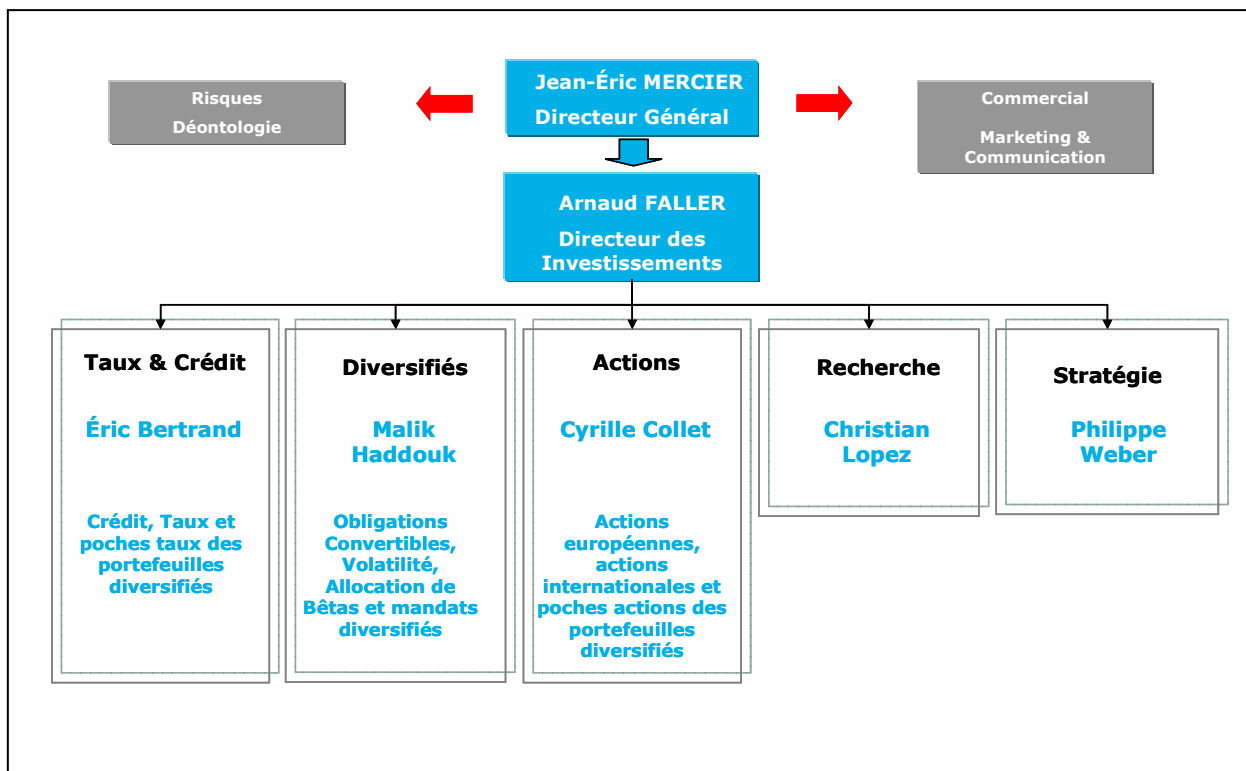 Jean-Éric MERCIER
Directeur Général
Risques
Déontologie
Commercial
Marketing &
Communication
Arnaud FALLER
Directeur des
Investissements
Taux & Crédit
Éric Bertrand
Crédit, Taux et
poches taux des
portefeuilles
diversifiés
Diversifiés
Malik
Haddouk
Obligations
Convertibles,
Volatilité,
Allocation de
Bêtas et mandats
diversifiés
Actions
Cyrille Collet
Actions
européennes,
actions
internationales et
poches actions des
portefeuilles
diversifiés
Recherche
Christian
Lopez
Stratégie
Philippe
Weber